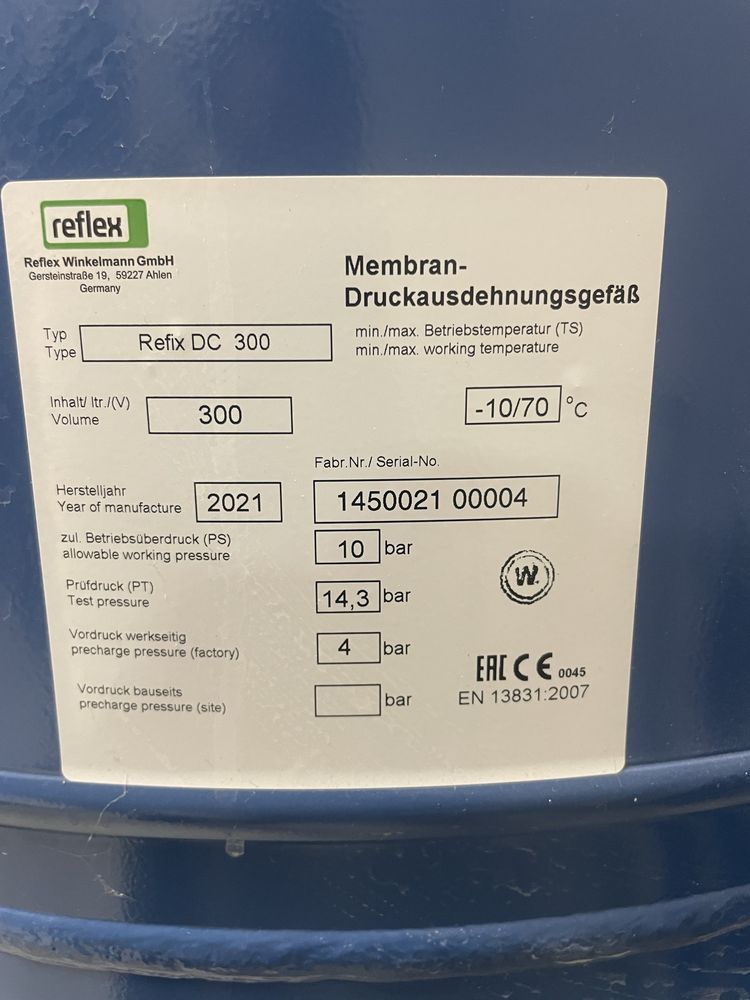 reflex
Reflex Winkelmann GmbH
Gersteinstraße 19, 59227 Ahlen
Germany
Membran-
Druckausdehnungsgefäß
Typ
Type
Refix DC 300
min./max. Betriebstemperatur (TS)
min./max. working temperature
Inhalt/ ltr./(V)
Volume
300
-10/70 °C
Fabr.Nr./ Serial-No.
Herstelljahr
Year of manufacture
2021
1450021 00004
zul. Betriebsüberdruck (PS)
allowable working pressure
10 bar
W.
Prüfdruck (PT)
Test pressure
14,3 bar
Vordruck werkseitig
precharge pressure (factory)
4 bar
EAC CE 0045
EN 13831:2007
Vordruck bauseits
precharge pressure (site)
bar